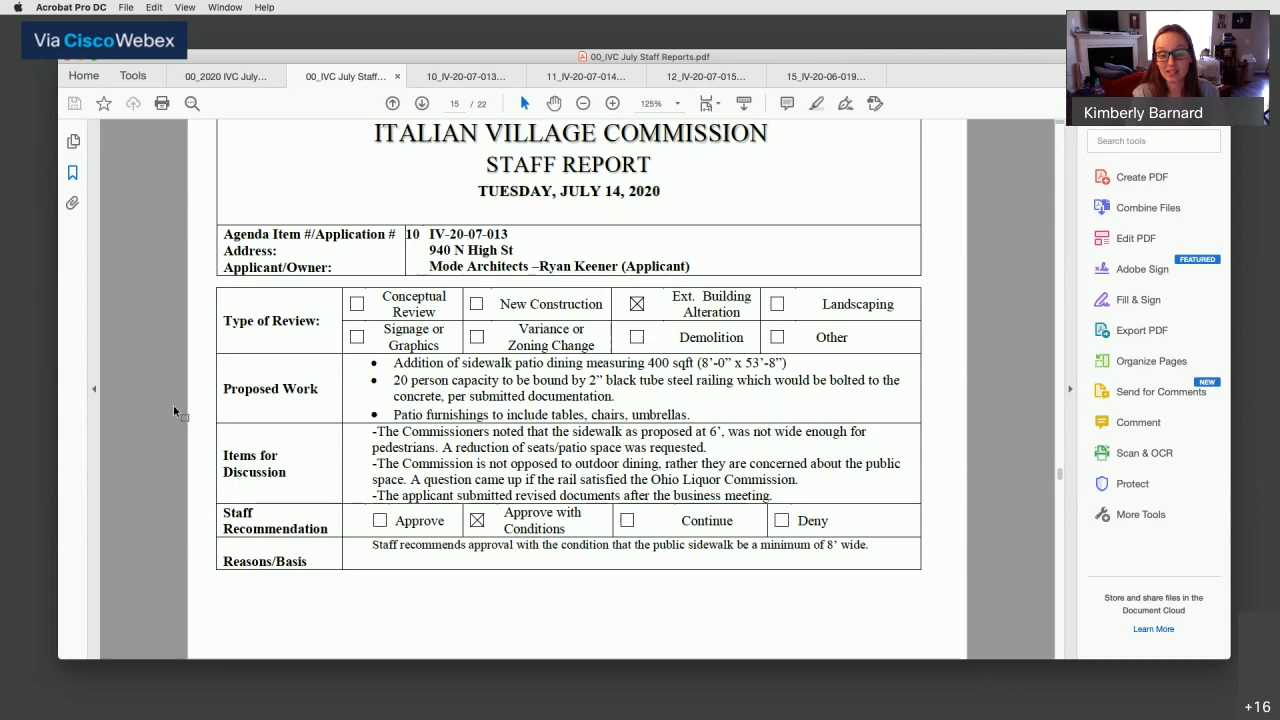 Acrobat Pro DC File Edit View Window Help
Via CiscoWebex
00_IVC July Staff Reports.pdf
Home Tools 00_2020 IVC July... 00_IVC July Staff... × 10_IV-20-07-013... 11_IV-20-07-014... 12_IV-20-07-015... 15_IV-20-06-019...
15 / 22 125%
Kimberly Barnard
ITALIAN VILLAGE COMMISSION
STAFF REPORT
TUESDAY, JULY 14, 2020
Agenda Item #/Application # 10 IV-20-07-013
Address: 940 N High St
Applicant/Owner: Mode Architects –Ryan Keener (Applicant)
Type of Review:
Conceptual Review
New Construction
Ext. Building Alteration
Landscaping
Signage or Graphics
Variance or Zoning Change
Demolition
Other
Proposed Work
• Addition of sidewalk patio dining measuring 400 sqft (8’-0” x 53’-8”)
• 20 person capacity to be bound by 2” black tube steel railing which would be bolted to the
concrete, per submitted documentation.
• Patio furnishings to include tables, chairs, umbrellas.
Items for
Discussion
-The Commissioners noted that the sidewalk as proposed at 6’, was not wide enough for
pedestrians. A reduction of seats/patio space was requested.
-The Commission is not opposed to outdoor dining, rather they are concerned about the public
space. A question came up if the rail satisfied the Ohio Liquor Commission.
-The applicant submitted revised documents after the business meeting.
Staff
Recommendation
Approve
Approve with
Conditions
Continue
Deny
Reasons/Basis
Staff recommends approval with the condition that the public sidewalk be a minimum of 8’ wide.
Search tools
Create PDF
Combine Files
Edit PDF
FEATURED
Adobe Sign
Fill & Sign
Export PDF
Organize Pages
NEW
Send for Comments
Comment
Scan & OCR
Protect
More Tools
Store and share files in the
Document Cloud
Learn More
+16